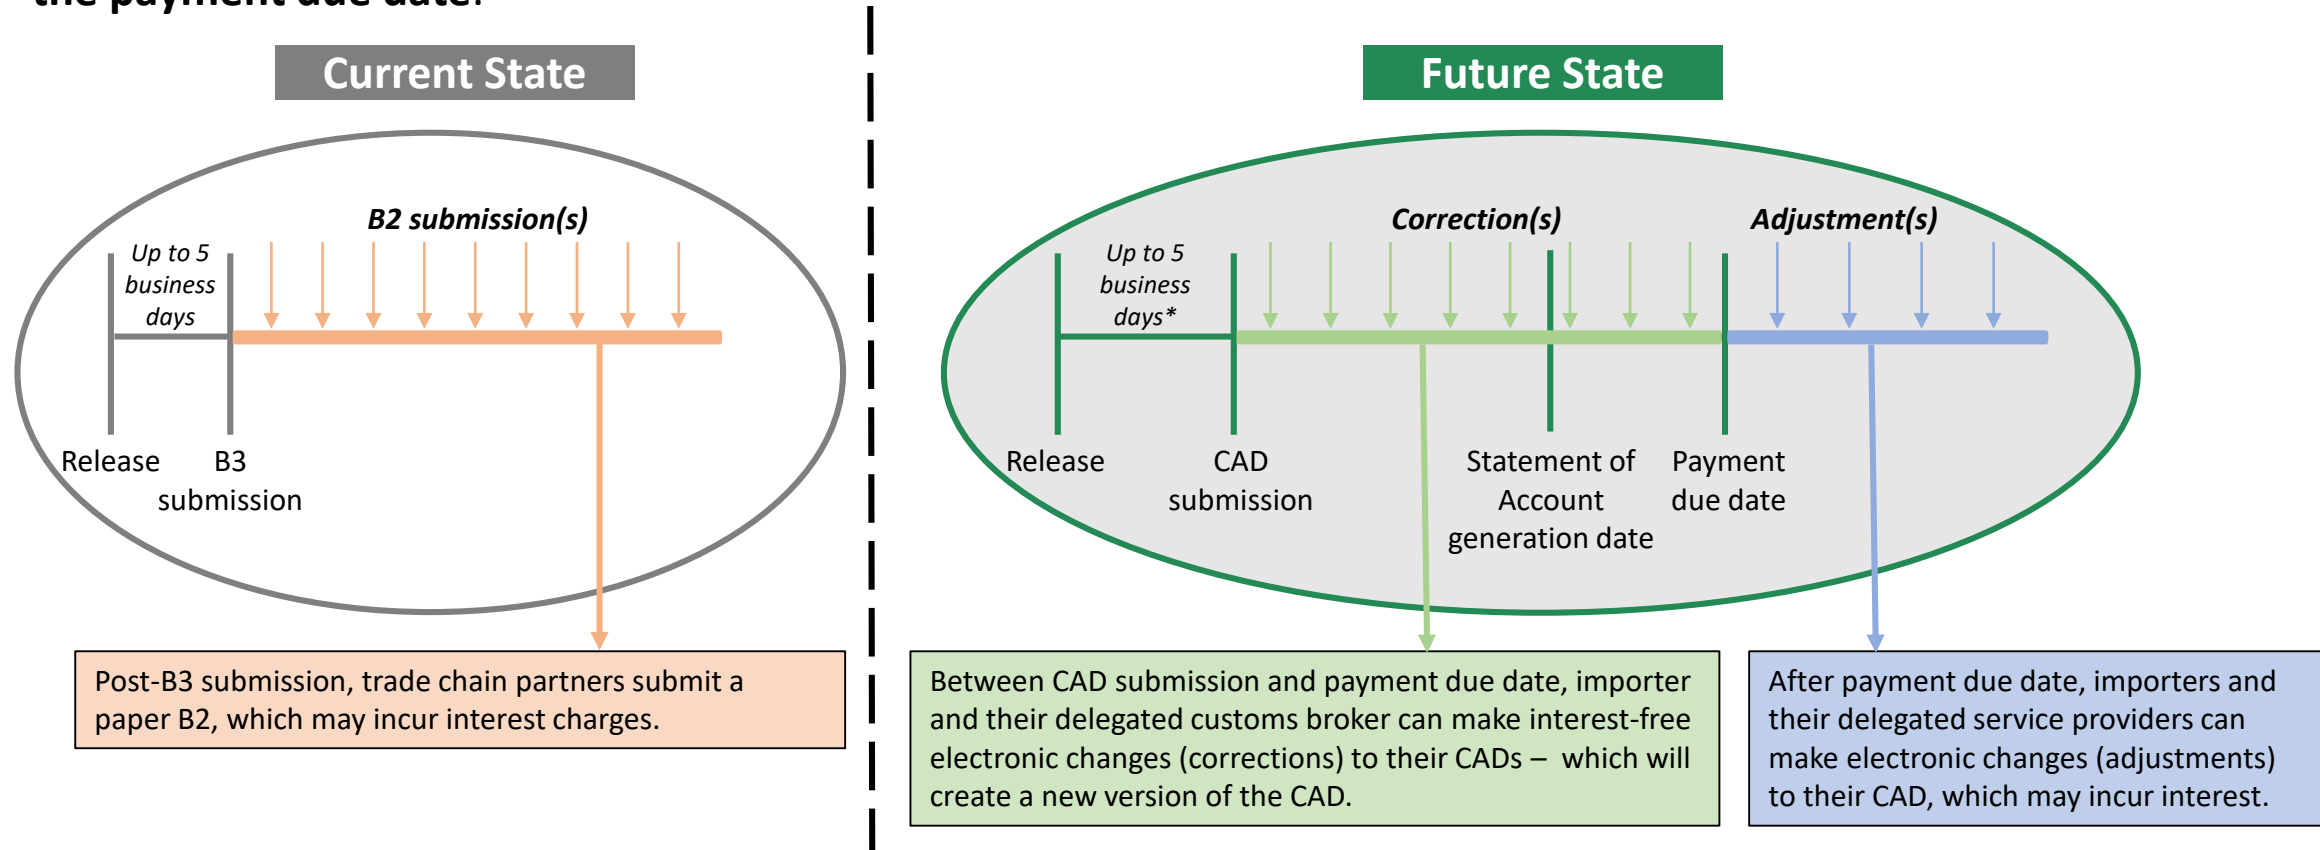 the payment due date.
Current State
B2 submission(s)
Up to 5
business
days
Release
B3
submission
Post-B3 submission, trade chain partners submit a
paper B2, which may incur interest charges.
Future State
Correction(s)
Adjustment(s)
Up to 5
business
days*
Release
CAD
submission
Statement of
Account
generation date
Payment
due date
Between CAD submission and payment due date, importer
and their delegated customs broker can make interest-free
electronic changes (corrections) to their CADs – which will
create a new version of the CAD.
After payment due date, importers and
their delegated service providers can
make electronic changes (adjustments)
to their CAD, which may incur interest.